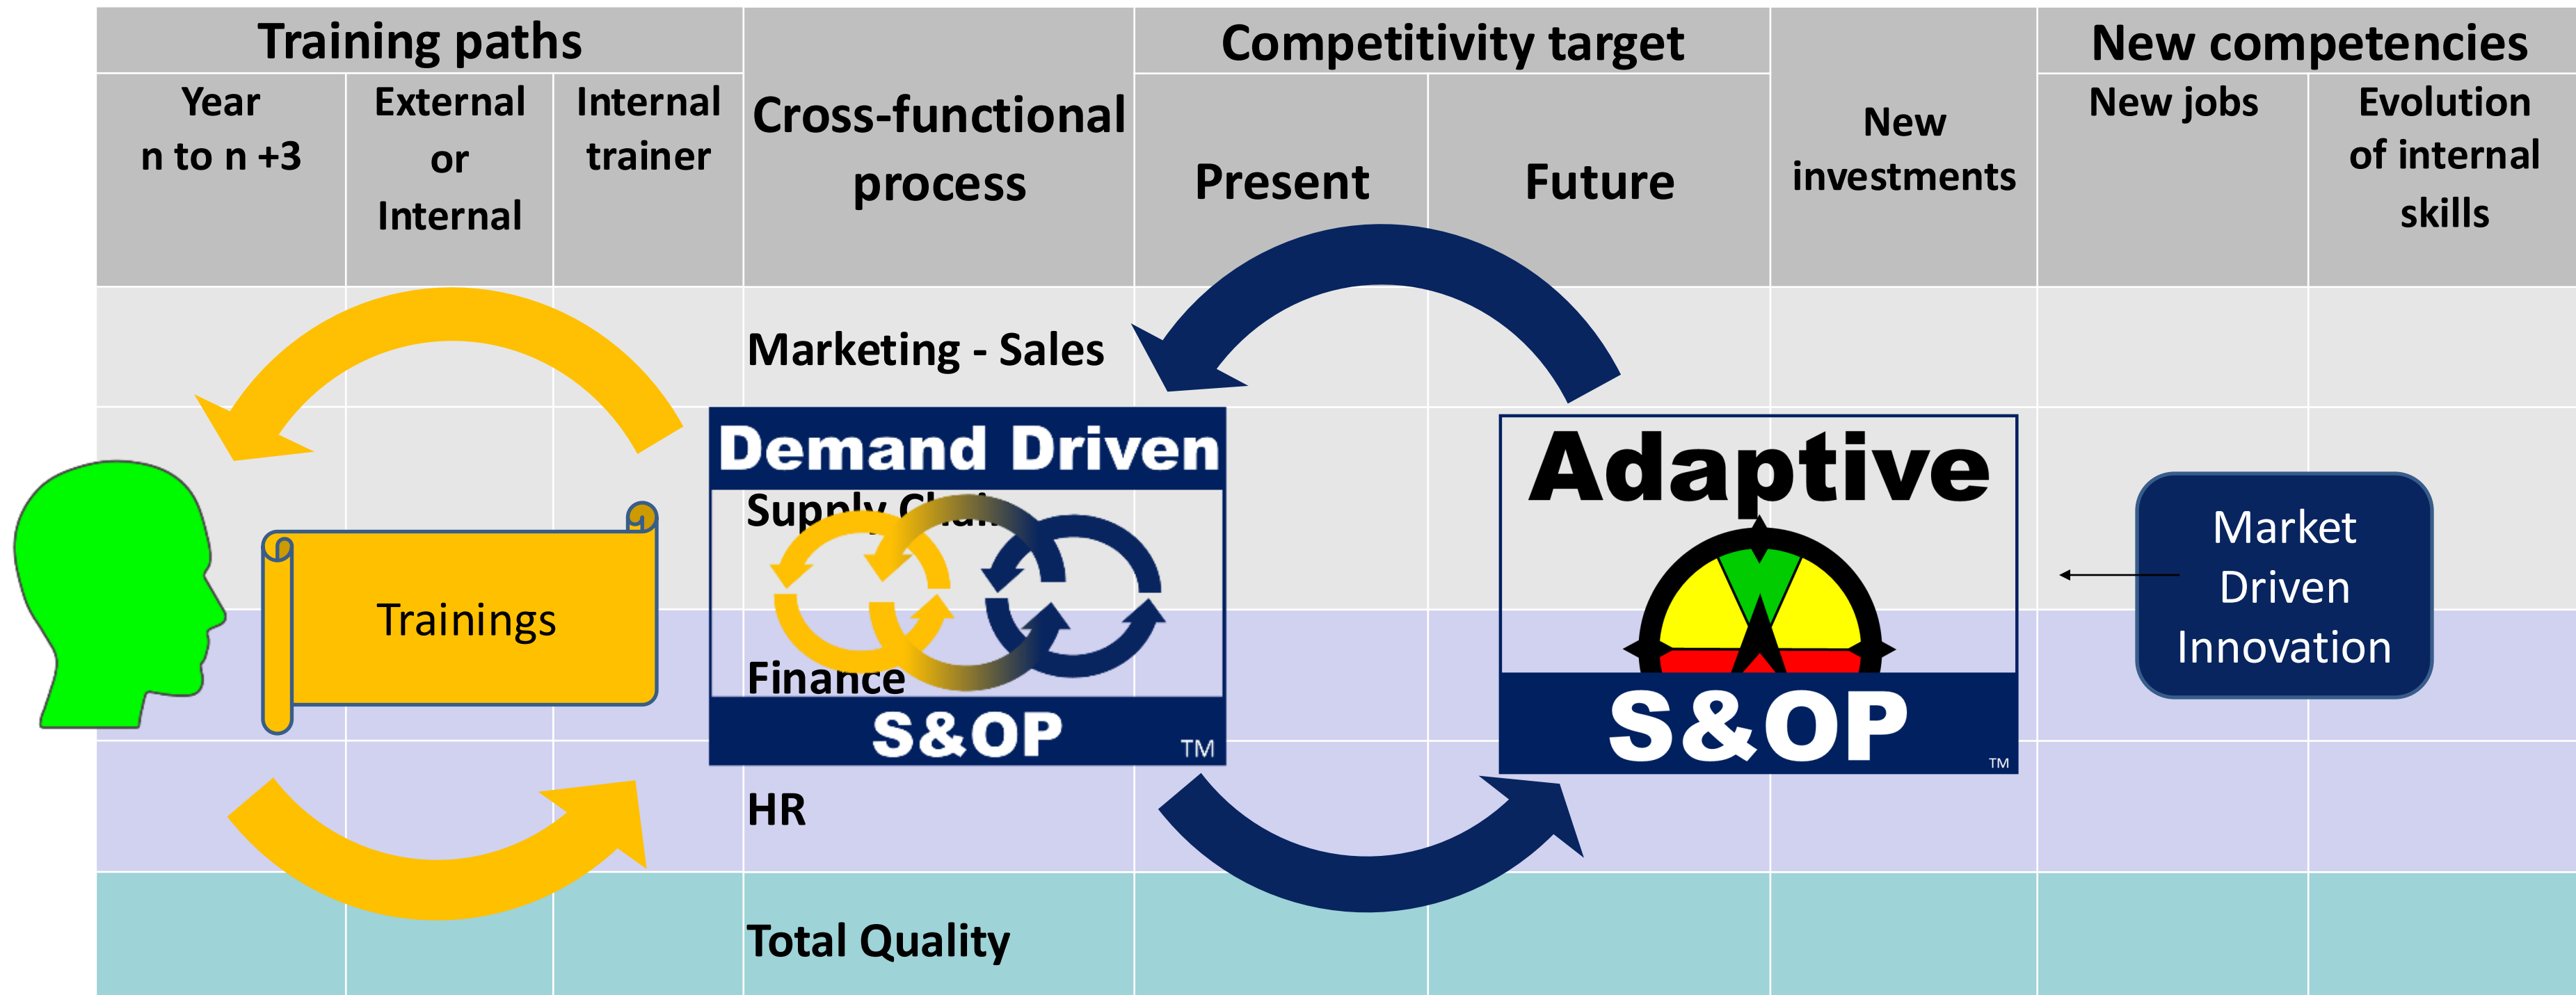 Training paths
Competitivity target
New competencies
Year
n to n +3
External
or
Internal
Internal
trainer
Cross-functional
process
Present
Future
New
investments
New jobs
Evolution
of internal
skills
Marketing - Sales
Demand Driven
Supply Chain
Finance
S&OP
TM
HR
Total Quality
Trainings
Adaptive
S&OP
TM
Market
Driven
Innovation